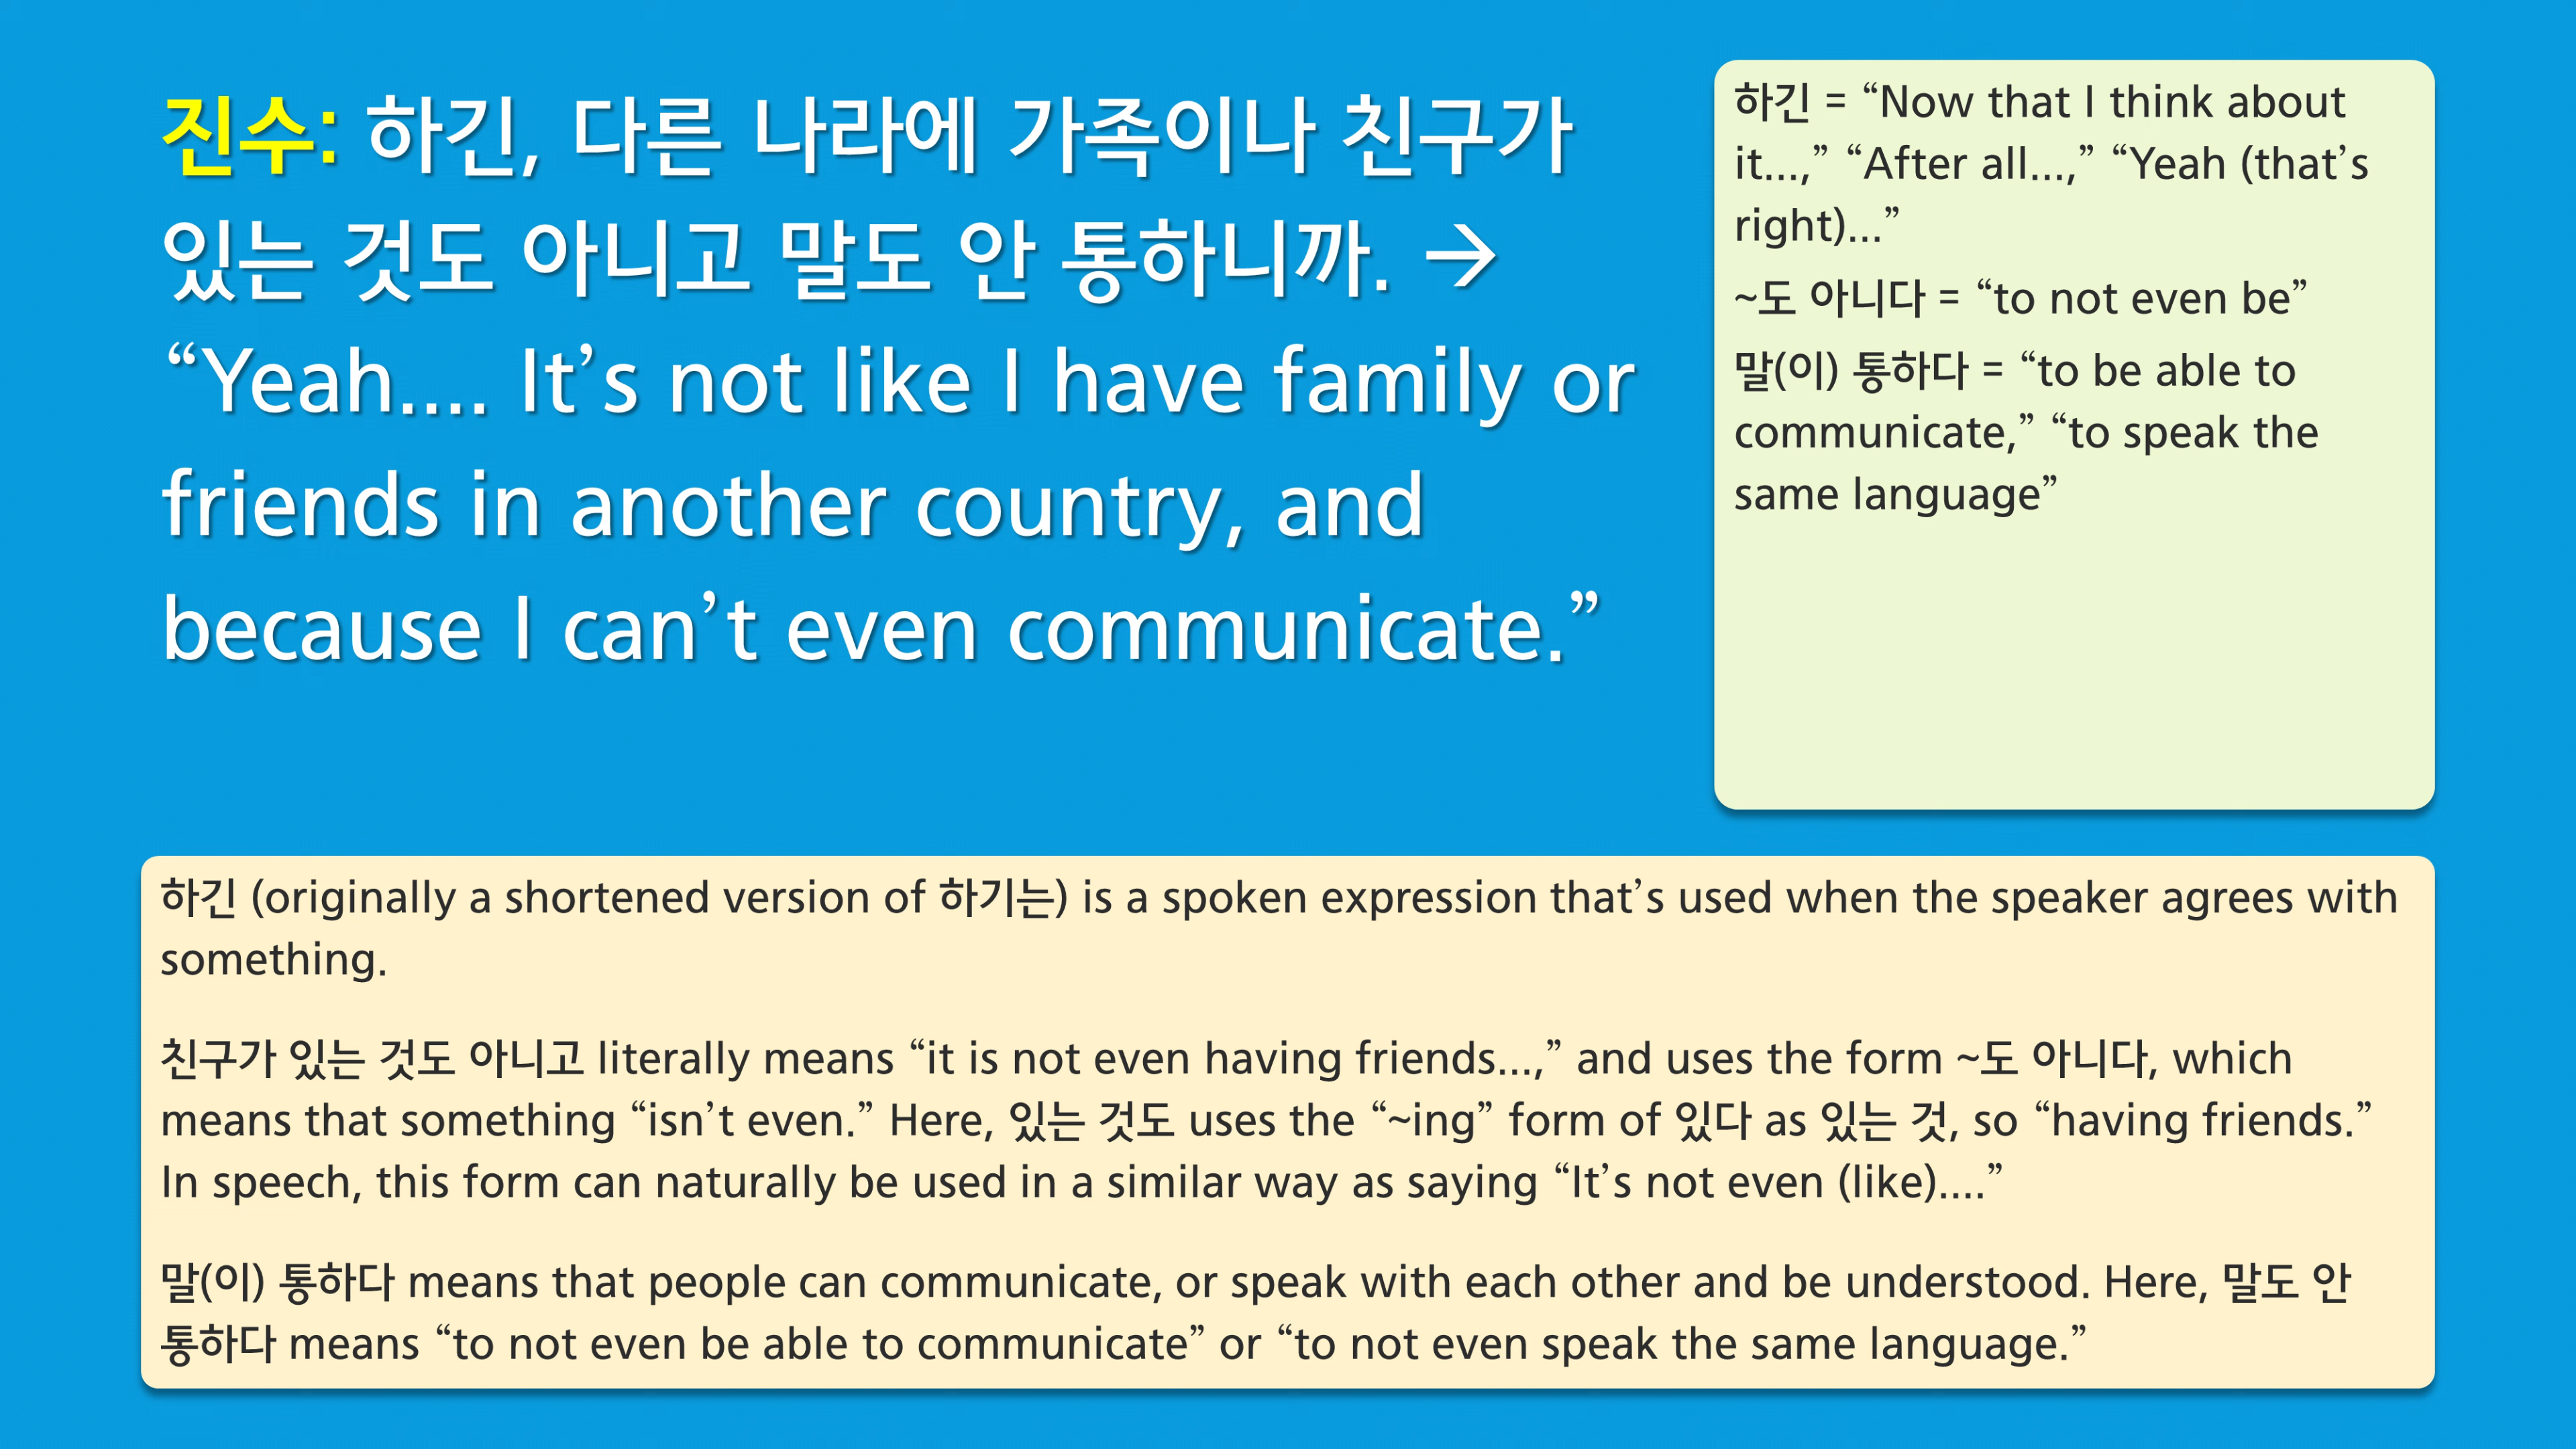 진수: 하긴, 다른 나라에 가족이나 친구가
있는 것도 아니고 말도 안 통하니까. →
“Yeah.... It’s not like I have family or
friends in another country, and
because I can’t even communicate.”
하긴 = “Now that I think about
it...,” “After all...,” “Yeah (that’s
right)...”
~도 아니다 = “to not even be”
말(이) 통하다 = “to be able to
communicate,” “to speak the
same language”
하긴 (originally a shortened version of 하기는) is a spoken expression that’s used when the speaker agrees with
something.
친구가 있는 것도 아니고 literally means “it is not even having friends...,” and uses the form ~도 아니다, which
means that something “isn’t even.” Here, 있는 것도 uses the “~ing” form of 있다 as 있는 것, so “having friends.”
In speech, this form can naturally be used in a similar way as saying “It’s not even (like)....”
말(이) 통하다 means that people can communicate, or speak with each other and be understood. Here, 말도 안
통하다 means “to not even be able to communicate” or “to not even speak the same language.”